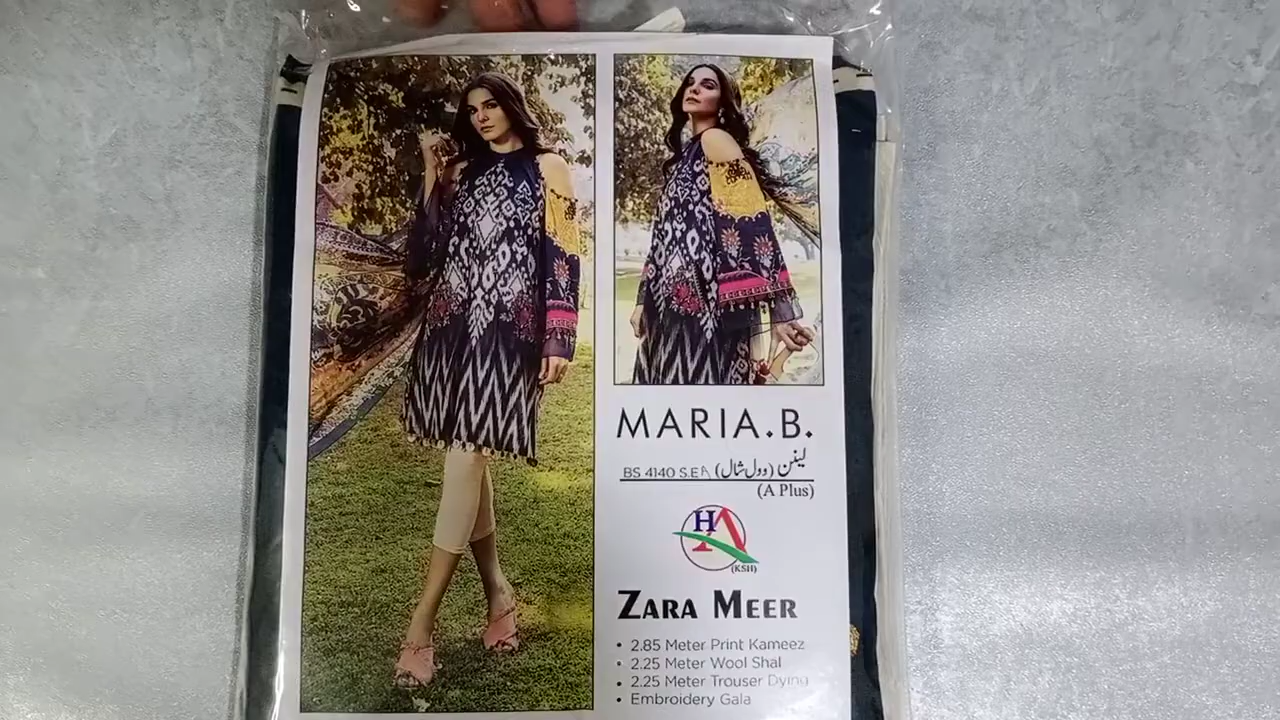 MARIA.B.
BS 4140 S.EA (وول شال) لینن
(A Plus)
HA
(KSH)
ZARA MEER
• 2.85 Meter Print Kameez
• 2.25 Meter Wool Shal
• 2.25 Meter Trouser Dying
• Embroidery Gala